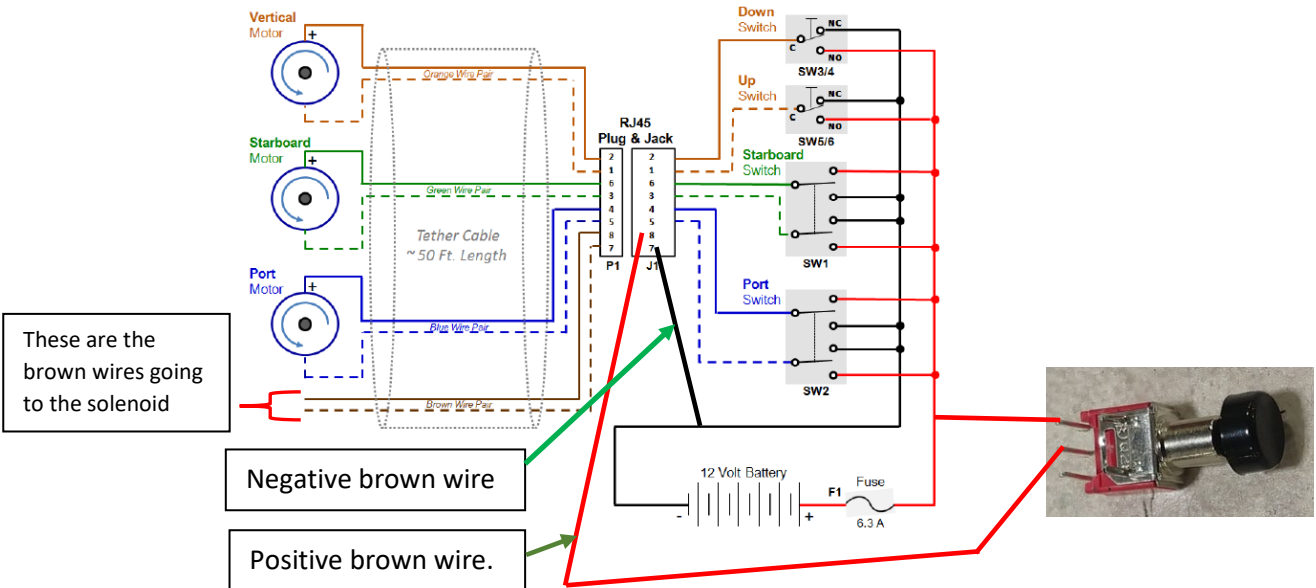 Vertical
Motor
+
Orange Wire Pair
Starboard
Motor
+
Green Wire Pair
Tether Cable
~ 50 Ft. Length
Port
Motor
+
Blue Wire Pair
Brown Wire Pair
These are the
brown wires going
to the solenoid
RJ45
Plug & Jack
2 2
1 1
6 6
3 3
4 4
5 5
8 8
7 7
P1 J1
Down
Switch
NC
C
NO
SW3/4
Up
Switch
NC
C
NO
SW5/6
Starboard
Switch
SW1
Port
Switch
SW2
Negative brown wire
Positive brown wire.
12 Volt Battery
- +
F1
Fuse
6.3 A